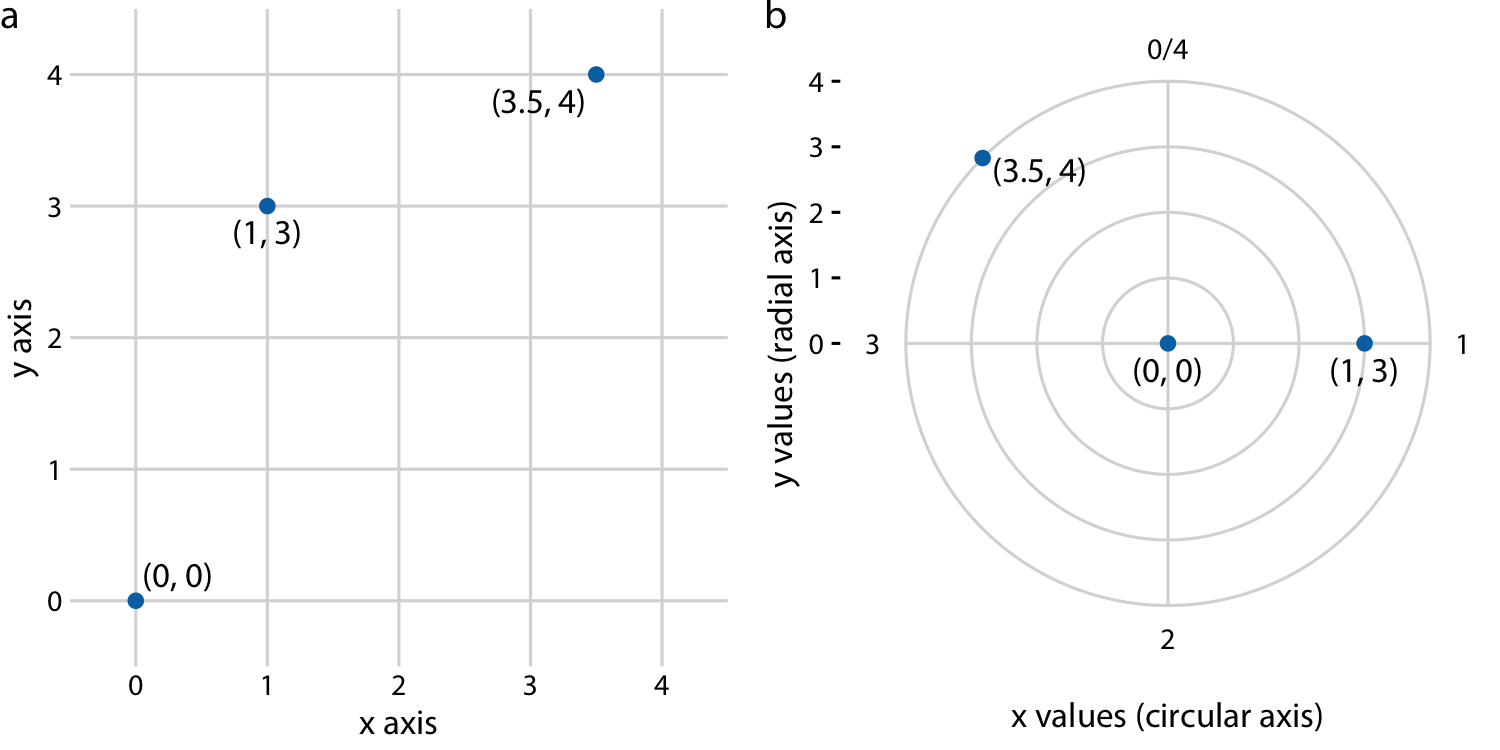 a
4
(3.5, 4)
3
(1, 3)
y axis
2
1
(0, 0)
0
0 1 2 3 4
x axis
b
0/4
4
3
(3.5, 4)
2
y values (radial axis)
1
0 3 1
(0, 0) (1, 3)
2
x values (circular axis)